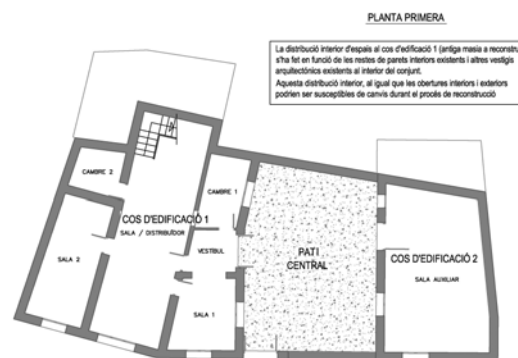 PLANTA PRIMERA
La distribució interior d'espais al cos d'edificació 1 (antiga masia a reconstru
s'ha fet en funció de les restes de parets interiors existents i altres vestigis
arquitectònics existents al interior del conjunt.
Aquesta distribució interior, al igual que les obertures interiors i exteriors
podrien ser susceptibles de canvis durant el procés de reconstrucció
CAMBRE 2
CAMBRE 1
COS D'EDIFICACIÓ 1
SALA / DISTRIBUÏDOR
SALA 2
VESTIBUL
PATI
CENTRAL
COS D'EDIFICACIÓ 2
SALA AUXILIAR
SALA 1